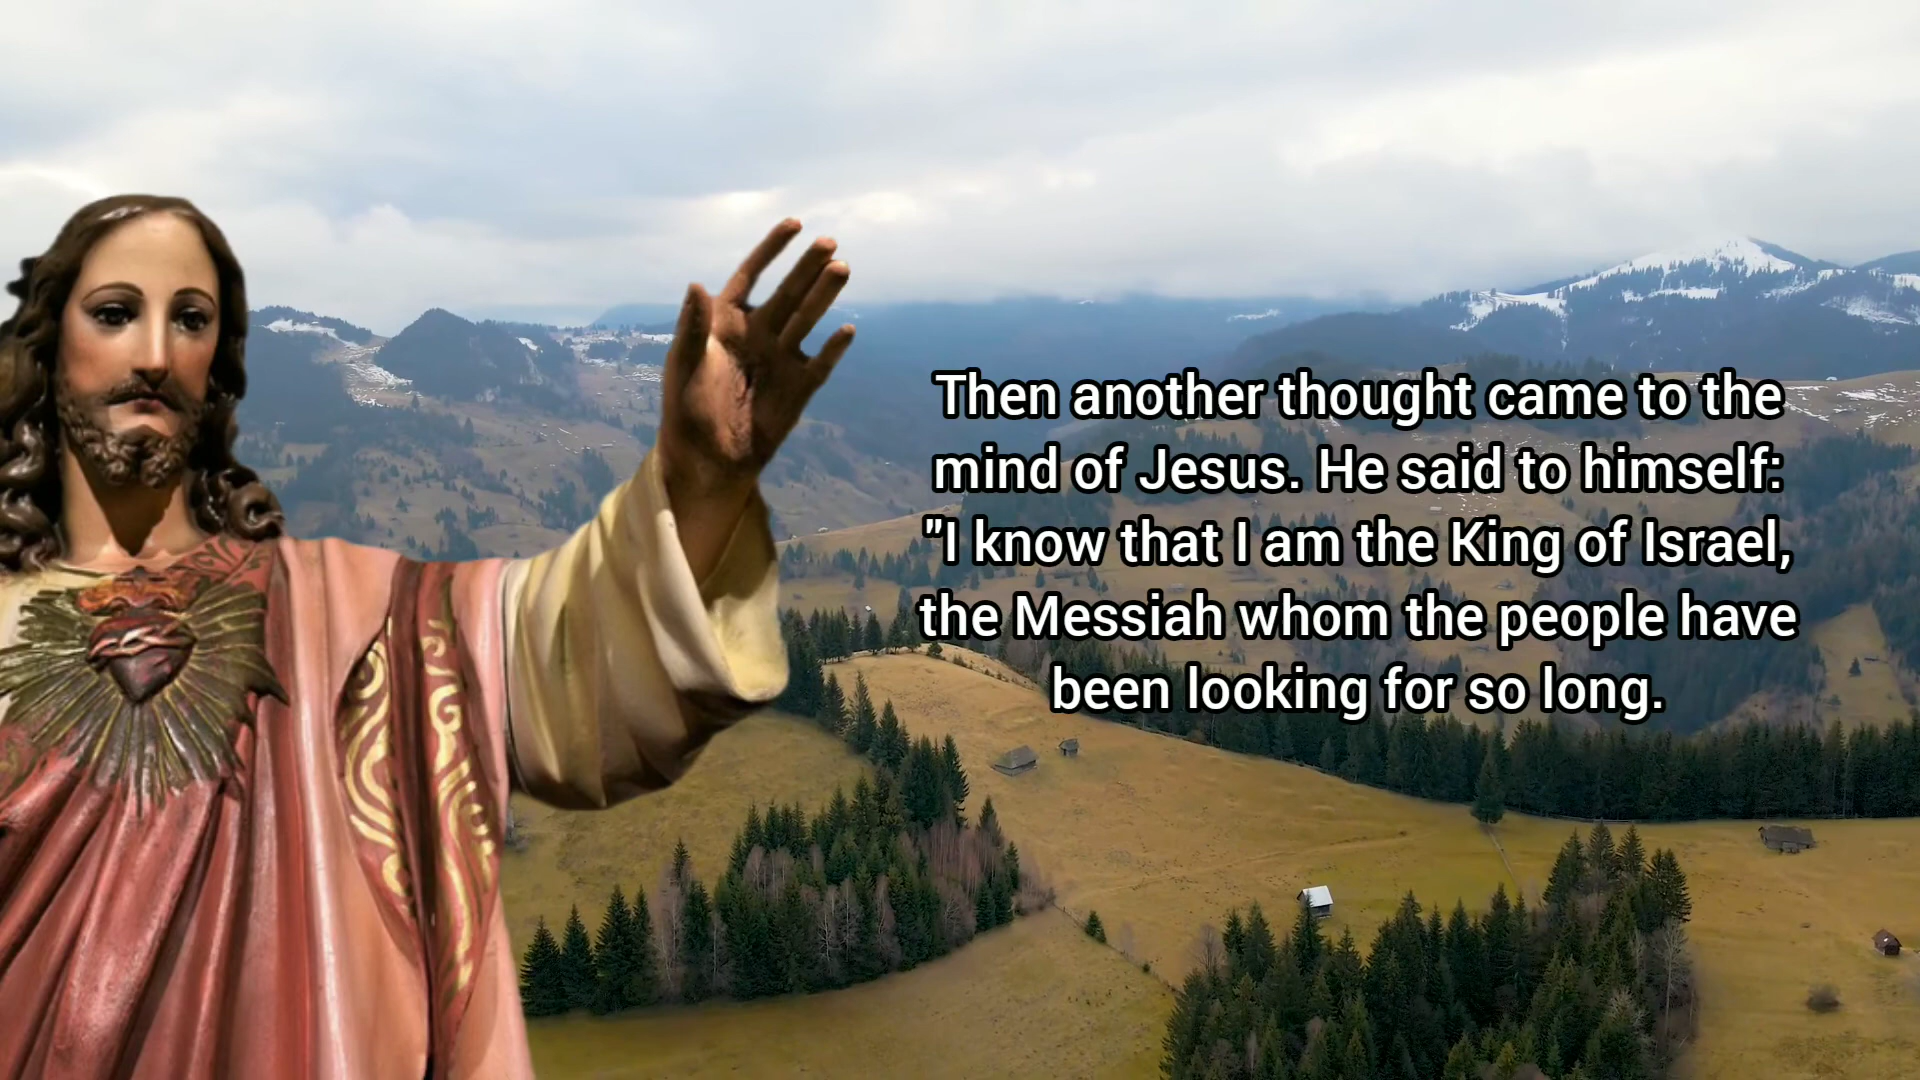 Then another thought came to the
mind of Jesus. He said to himself:
"I know that I am the King of Israel,
the Messiah whom the people have
been looking for so long.